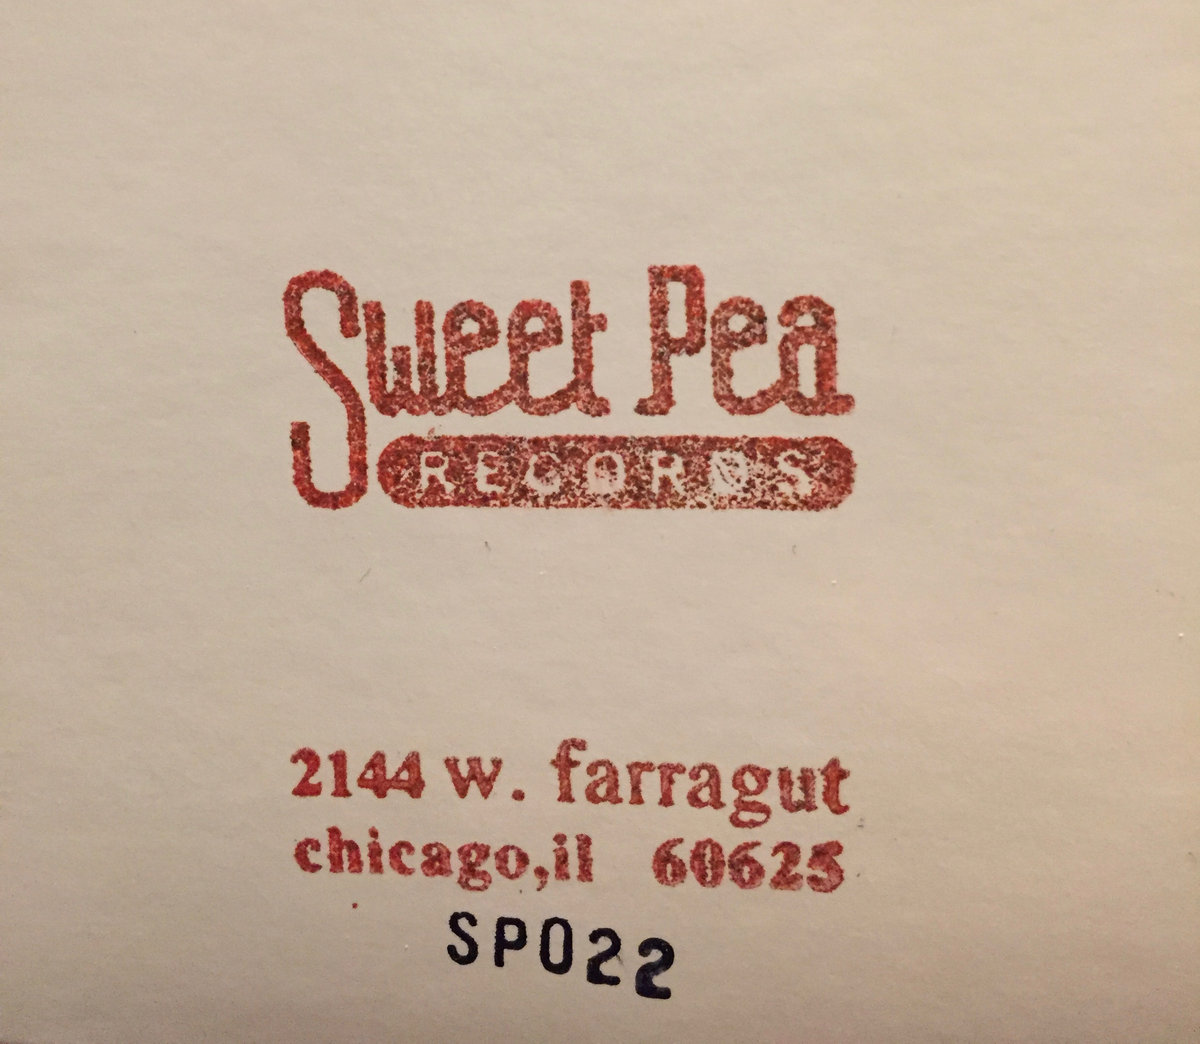 Sweet Pea
RECORDS
2144 w. farragut
chicago,il 60625
SP022